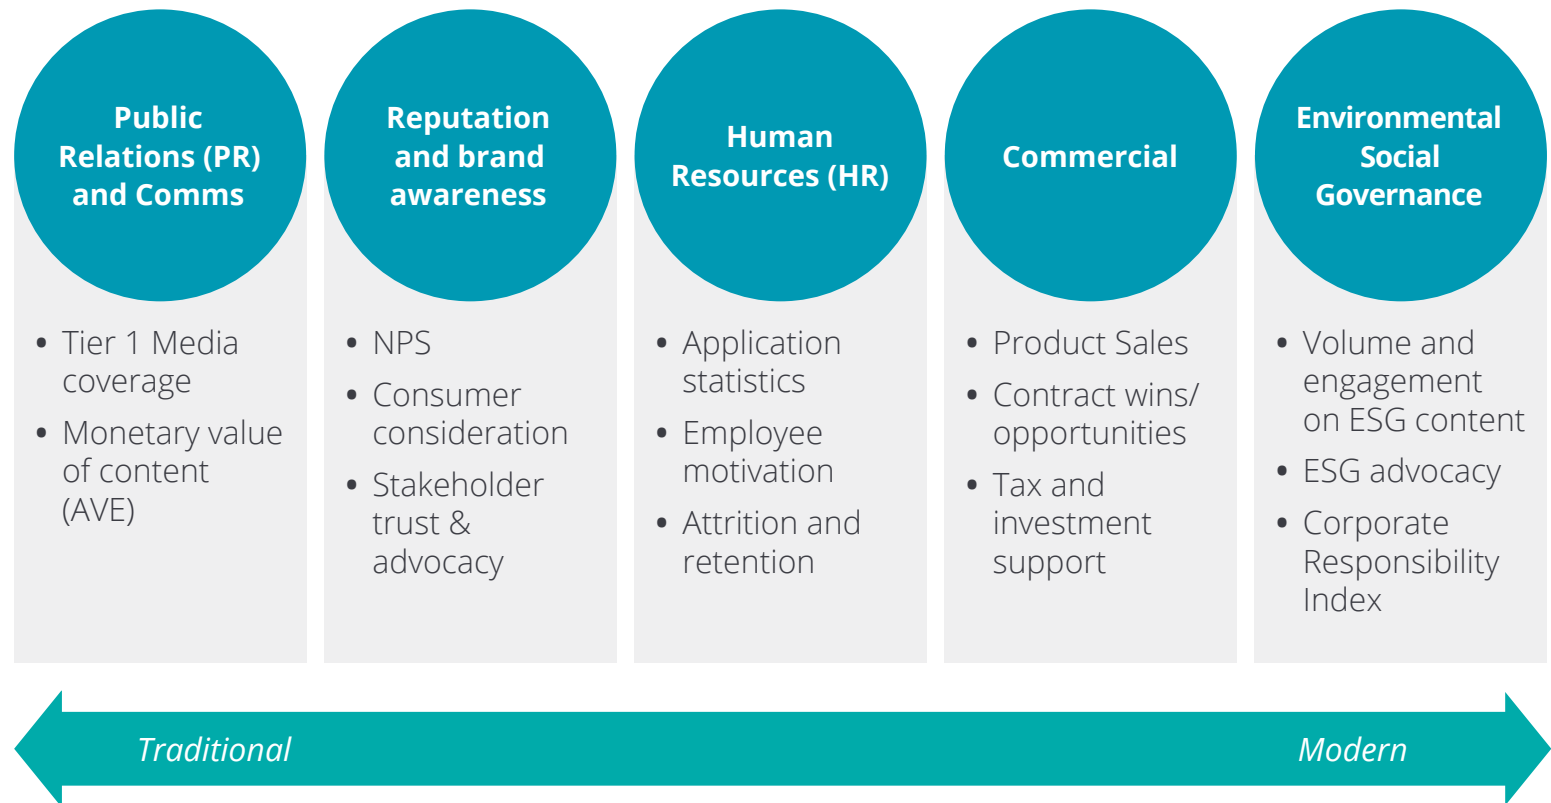 Public
Relations (PR)
and Comms
• Tier 1 Media
coverage
• Monetary value
of content
(AVE)
Reputation
and brand
awareness
• NPS
• Consumer
consideration
• Stakeholder
trust &
advocacy
Human
Resources (HR)
• Application
statistics
• Employee
motivation
• Attrition and
retention
Commercial
• Product Sales
• Contract wins/
opportunities
• Tax and
investment
support
Environmental
Social
Governance
• Volume and
engagement
on ESG content
• ESG advocacy
• Corporate
Responsibility
Index
Traditional
Modern